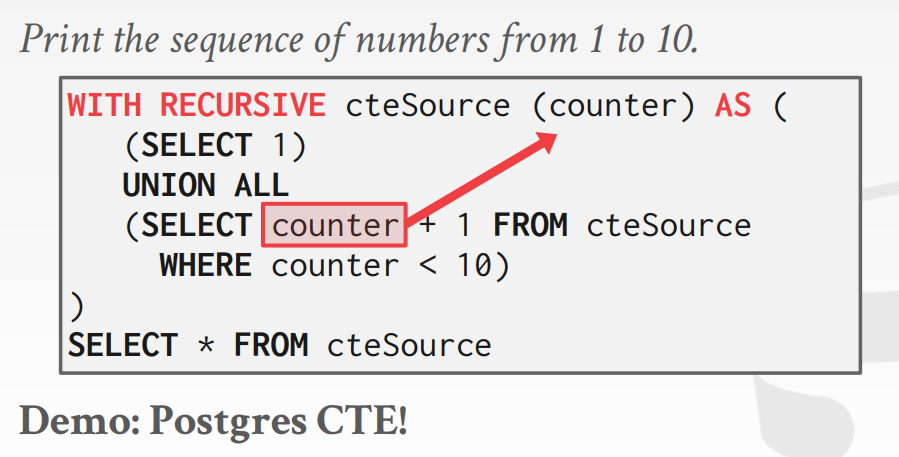 Print the sequence of numbers from 1 to 10.
WITH RECURSIVE cteSource (counter) AS (
(SELECT 1)
UNION ALL
(SELECT counter + 1 FROM cteSource
WHERE counter < 10)
)
SELECT * FROM cteSource
Demo: Postgres CTE!